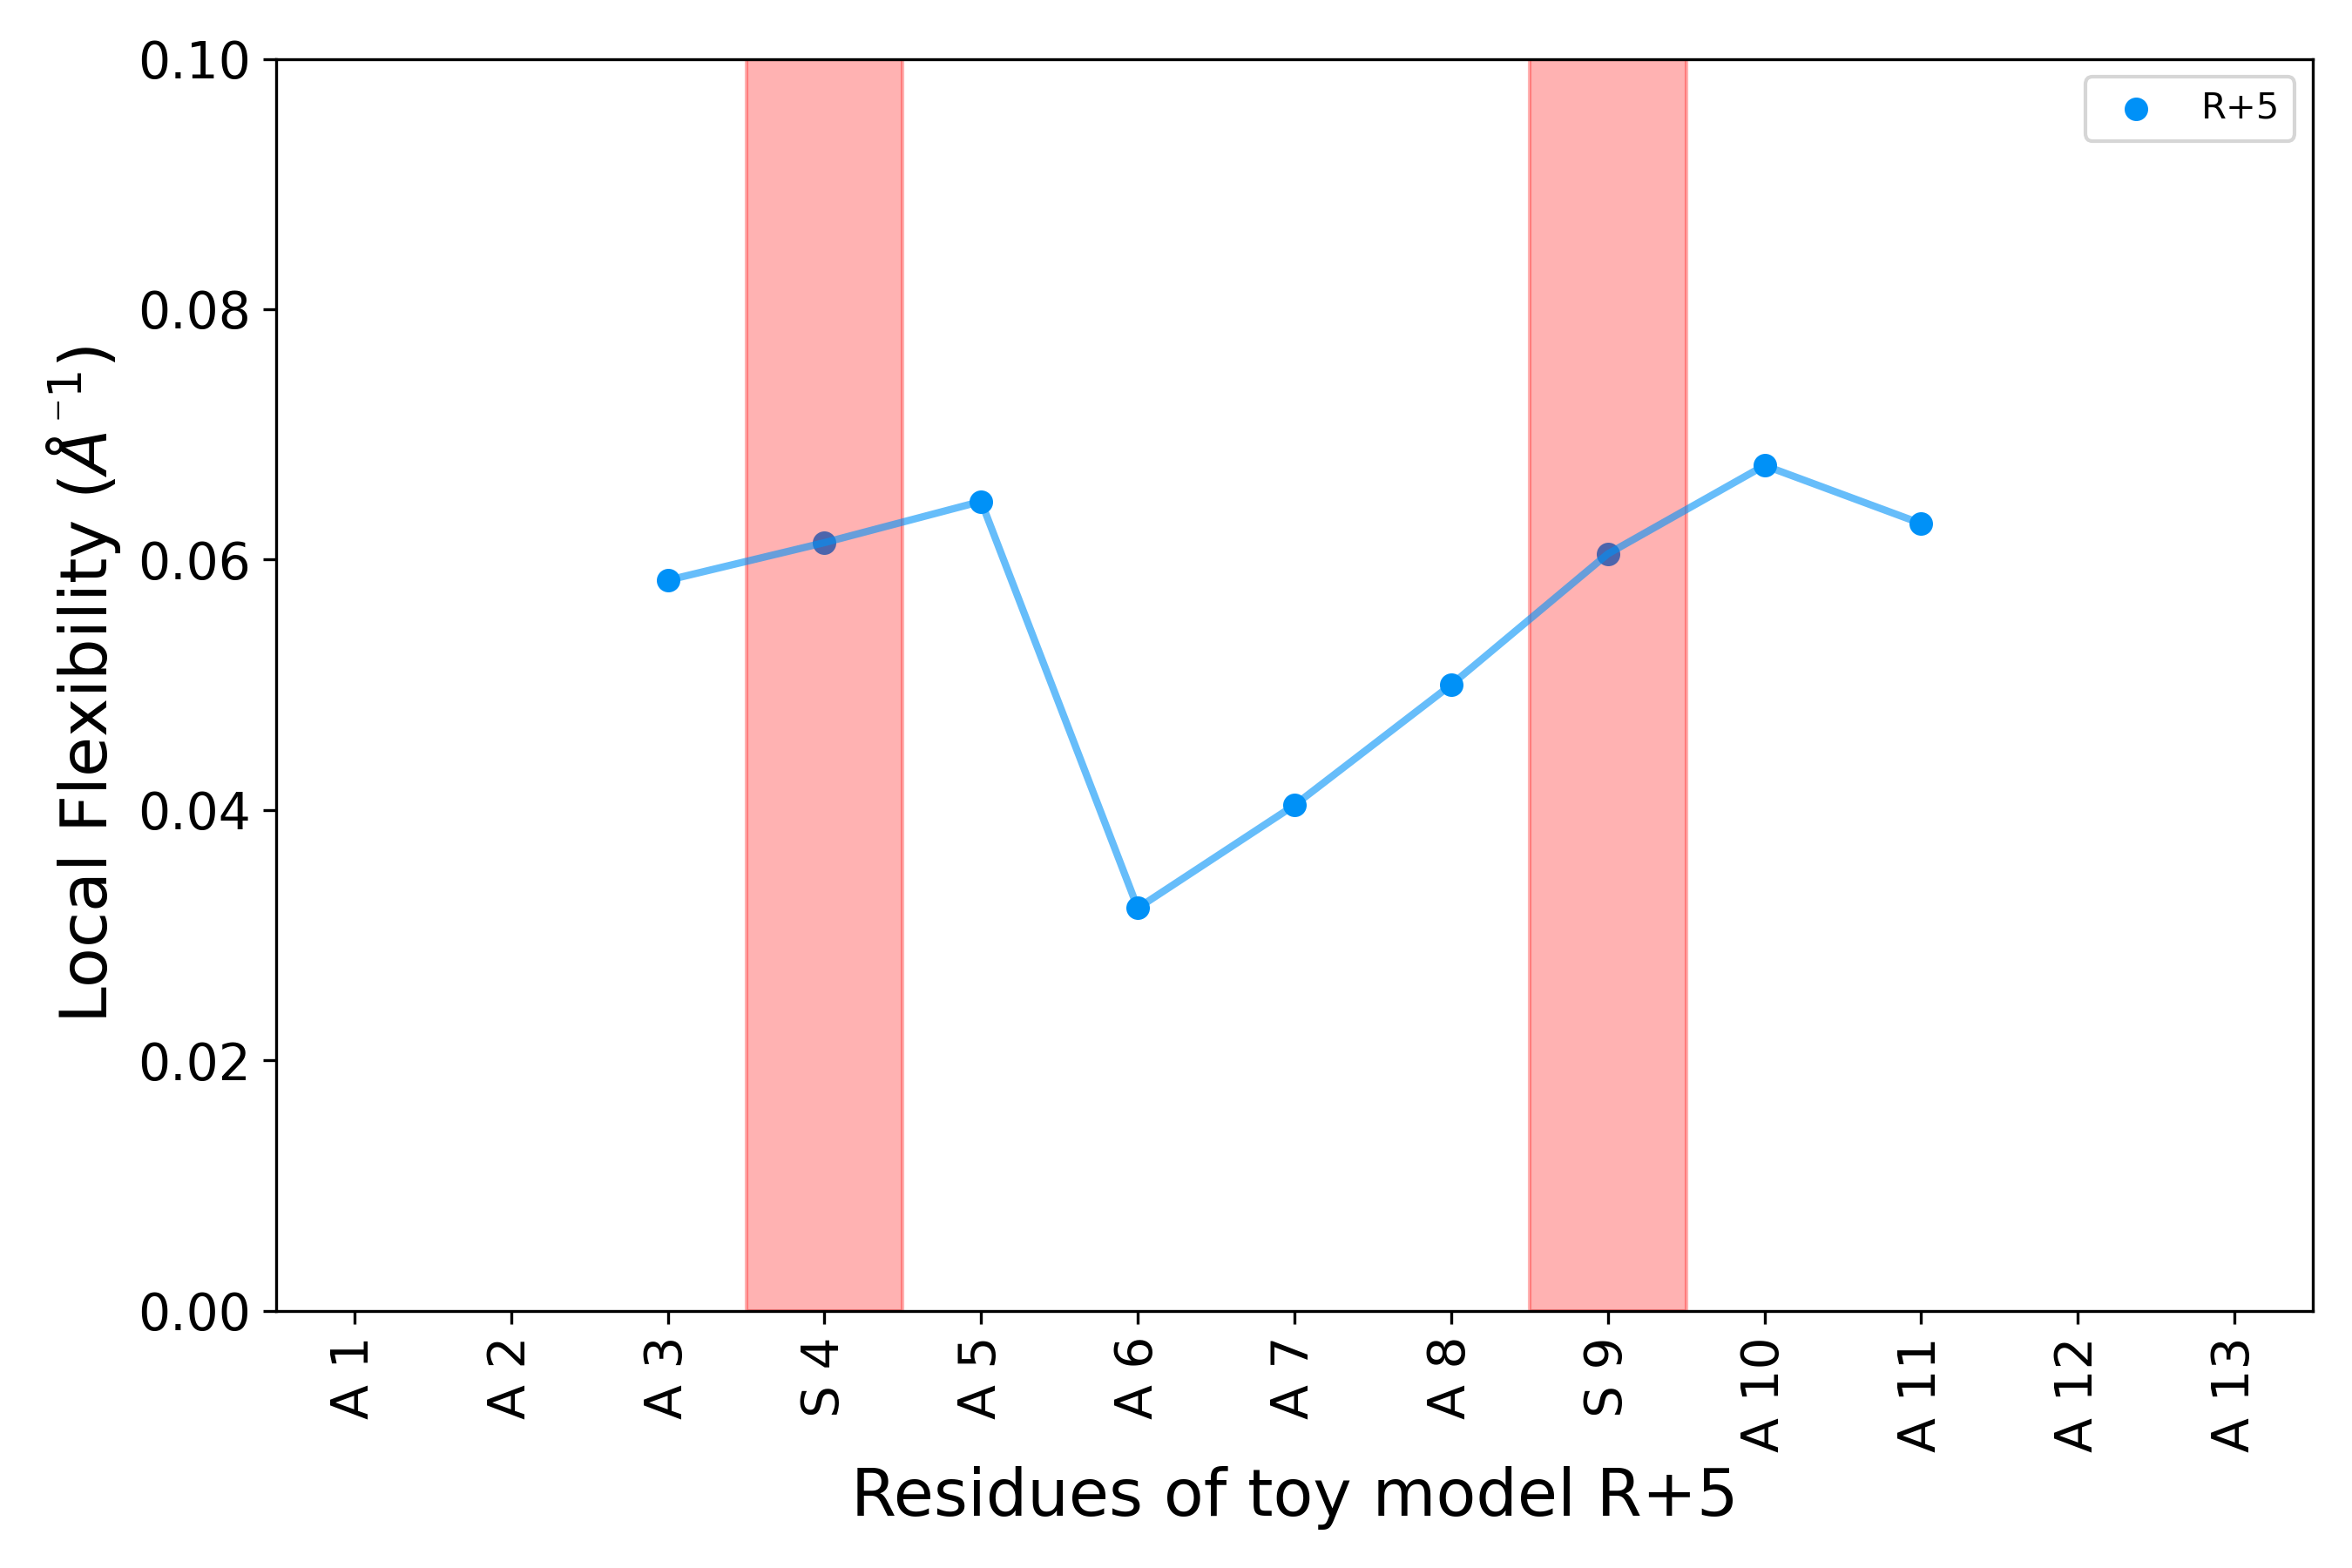 R+5
0.10
0.08
0.06
0.04
0.02
0.00
Local Flexibility (Å⁻¹)
A 1
A 2
A 3
S 4
A 5
A 6
A 7
A 8
S 9
A 10
A 11
A 12
A 13
Residues of toy model R+5